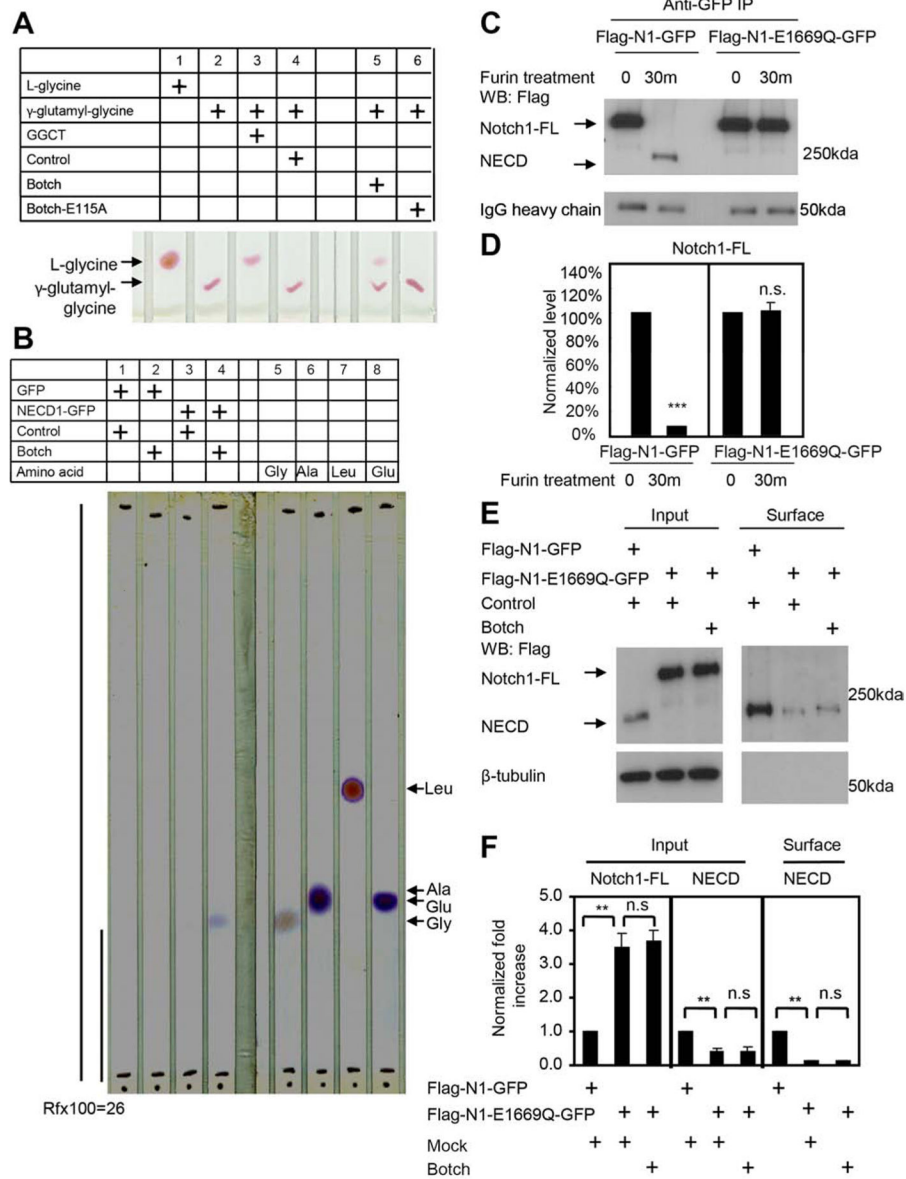 A
1 2 3 4 5 6
L-glycine +
γ-glutamyl-glycine + + + + +
GGCT +
Control +
Botch +
Botch-E115A +
L-glycine
γ-glutamyl-
glycine
B
1 2 3 4 5 6 7 8
GFP + +
NECD1-GFP + +
Control + +
Botch + +
Amino acid Gly Ala Leu Glu
Leu
Ala
Glu
Gly
Rfx100=26
C
Anti-GFP IP
Flag-N1-GFP Flag-N1-E1669Q-GFP
Furin treatment 0 30m 0 30m
WB: Flag
Notch1-FL
NECD
250kda
IgG heavy chain
50kda
D
Notch1-FL
Normalized level
140%
120%
100%
80%
60%
40%
20%
0%
***
n.s.
Flag-N1-GFP Flag-N1-E1669Q-GFP
Furin treatment 0 30m 0 30m
E
Input Surface
Flag-N1-GFP + +
Flag-N1-E1669Q-GFP + + + +
Control + + + +
Botch + +
WB: Flag
Notch1-FL
NECD
250kda
β-tubulin
50kda
F
Input Surface
Notch1-FL NECD NECD
Normalized fold
increase
5.0
4.0
3.0
2.0
1.0
0.0
** n.s
** n.s
** n.s
Flag-N1-GFP + + +
Flag-N1-E1669Q-GFP + + + + + +
Mock + + + + + +
Botch + + +